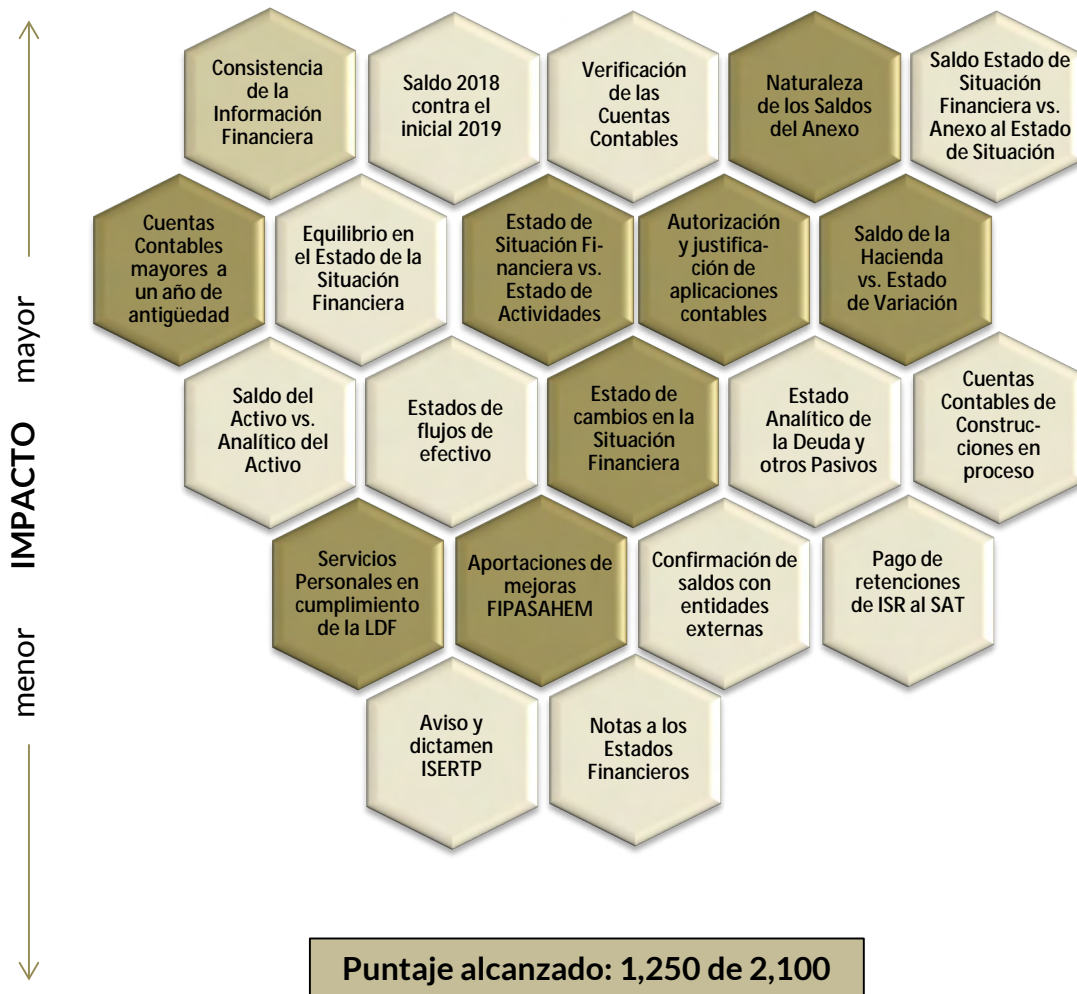 Consistencia
de la
Información
Financiera
Saldo 2018
contra el
inicial 2019
Verificación
de las
Cuentas
Contables
Naturaleza
de los Saldos
del Anexo
Saldo Estado de
Situación
Financiera vs.
Anexo al Estado
de Situación
Cuentas
Contables
mayores a
un año de
antigüedad
Equilibrio en
el Estado de la
Situación
Financiera
Estado de
Situación Fi-
nanciera vs.
Estado de
Actividades
Autorización
y justifica-
ción de
aplicaciones
contables
Saldo de la
Hacienda
vs. Estado
de Variación
Saldo del
Activo vs.
Analítico del
Activo
Estados de
flujos de
efectivo
Estado de
cambios en la
Situación
Financiera
Estado
Analítico de
la Deuda y
otros Pasivos
Cuentas
Contables de
Construc-
ciones en
proceso
Servicios
Personales en
cumplimiento
de la LDF
Aportaciones de
mejoras
FIPASAHEM
Confirmación de
saldos con
entidades
externas
Pago de
retenciones
de ISR al SAT
Aviso y
dictamen
ISERTP
Notas a los
Estados
Financieros
menor IMPACTO mayor
Puntaje alcanzado: 1,250 de 2,100